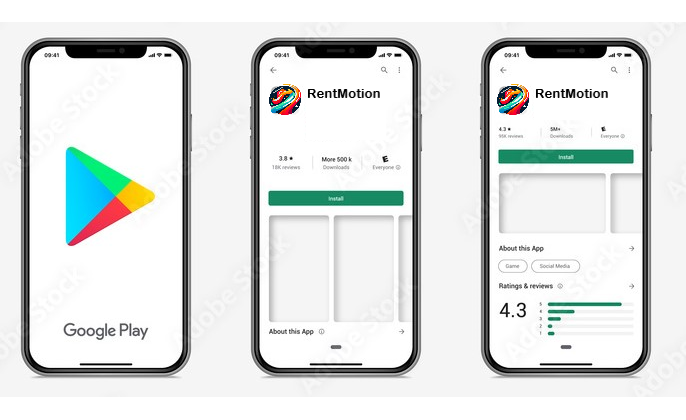 09:41
Google Play
09:41
RentMotion
3.8 ★
18K reviews
More 500 k
Downloads
E
Everyone ⓘ
Install
About this App ⓘ
09:41
RentMotion
4.3 ★
5M+
Downloads
E
Everyone ⓘ
Install
About this App
Game
Social Media
Ratings & reviews ⓘ
4.3
5
4
3
2
1
Adobe Stock